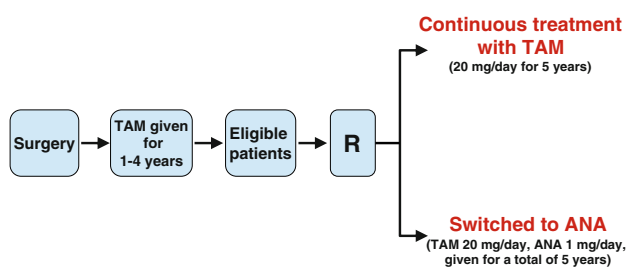 Surgery
TAM given
for
1-4 years
Eligible
patients
R
Continuous treatment
with TAM
(20 mg/day for 5 years)
Switched to ANA
(TAM 20 mg/day, ANA 1 mg/day,
given for a total of 5 years)